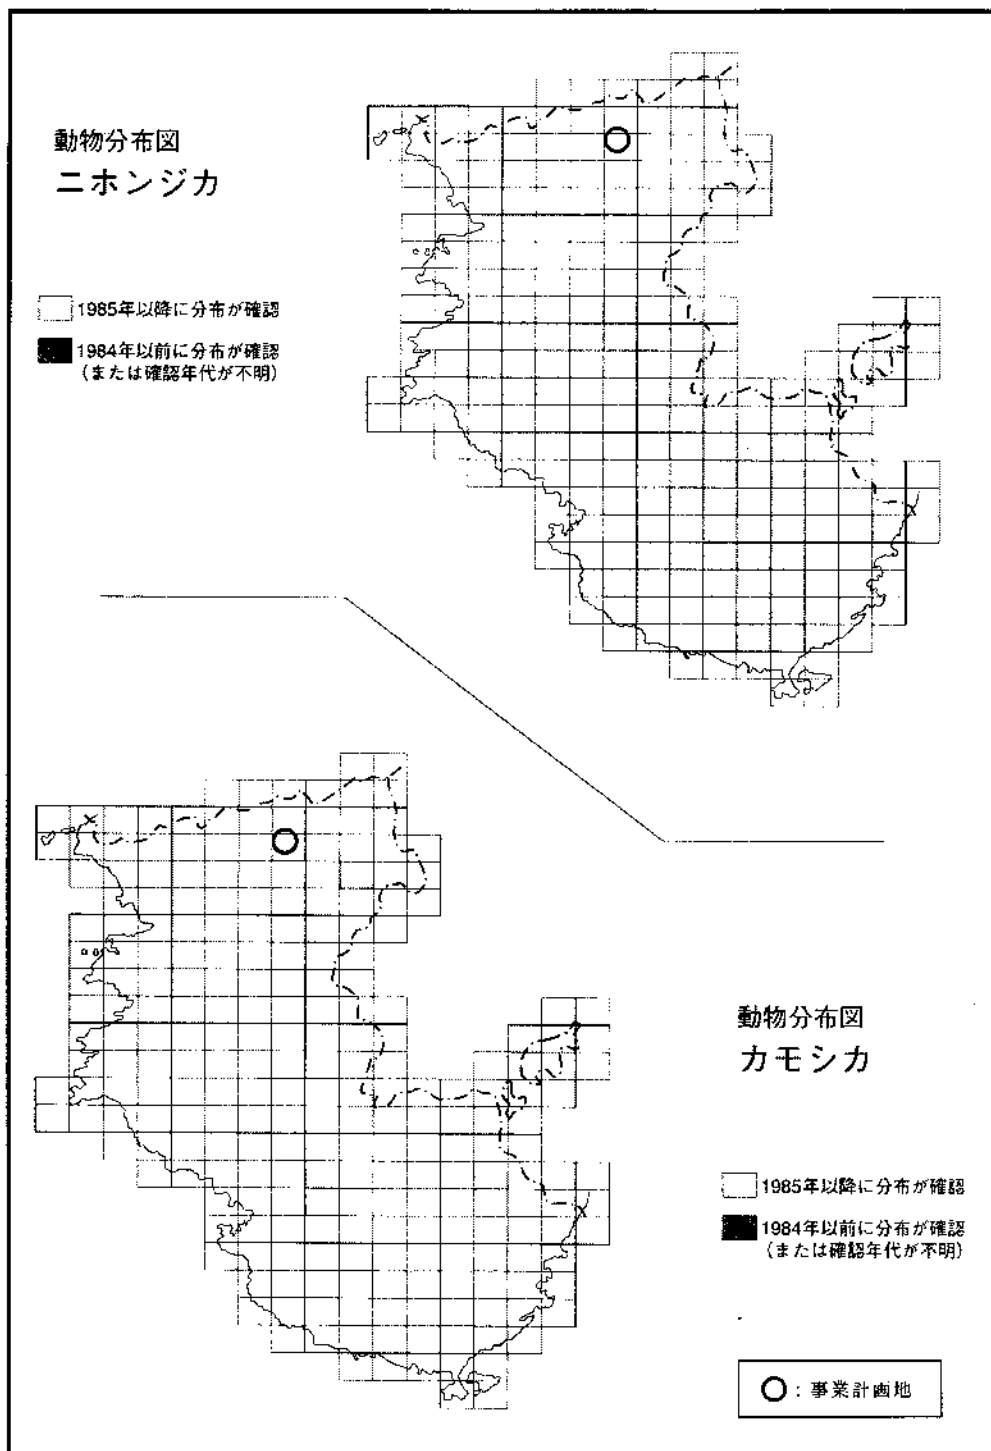 動物分布図
ニホンジカ
1985年以降に分布が確認
1984年以前に分布が確認
(または確認年代が不明)
動物分布図
カモシカ
1985年以降に分布が確認
1984年以前に分布が確認
(または確認年代が不明)
：事業計画地